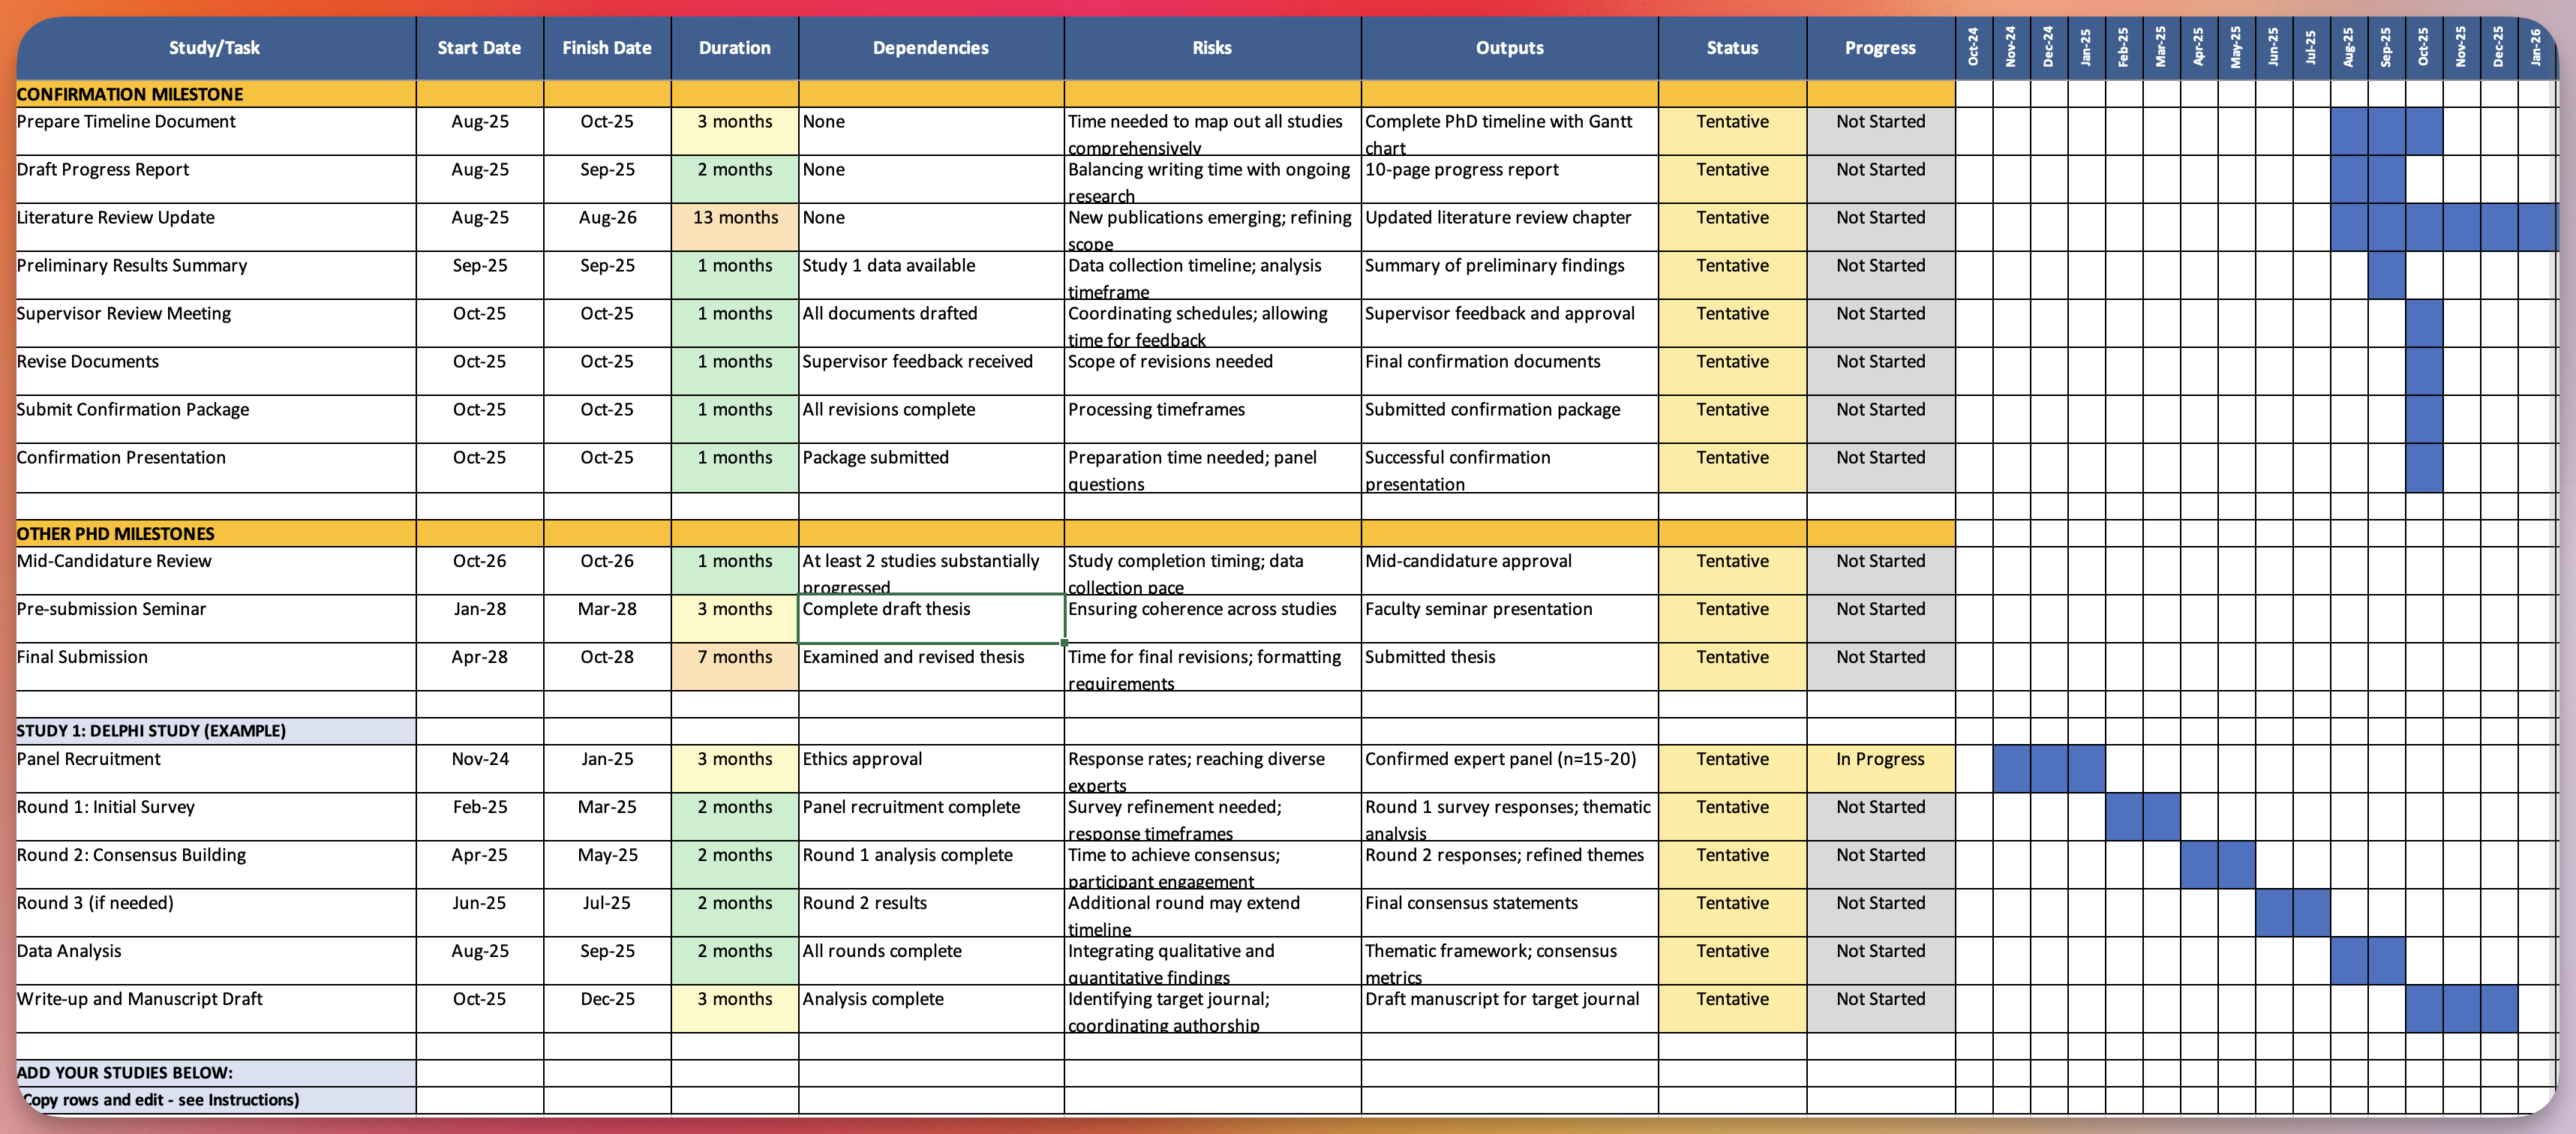 Study/Task Start Date Finish Date Duration Dependencies Risks Outputs Status Progress Oct-24 Nov-24 Dec-24 Jan-25 Feb-25 Mar-25 Apr-25 May-25 Jun-25 Jul-25 Aug-25 Sep-25 Oct-25 Nov-25 Dec-25 Jan-26
CONFIRMATION MILESTONE
Prepare Timeline Document Aug-25 Oct-25 3 months None Time needed to map out all studies Complete PhD timeline with Gantt Tentative Not Started
comprehensively chart
Draft Progress Report Aug-25 Sep-25 2 months None Balancing writing time with ongoing 10-page progress report Tentative Not Started
research
Literature Review Update Aug-25 Aug-26 13 months None New publications emerging; refining Updated literature review chapter Tentative Not Started
scope
Preliminary Results Summary Sep-25 Sep-25 1 months Study 1 data available Data collection timeline; analysis Summary of preliminary findings Tentative Not Started
timeframe
Supervisor Review Meeting Oct-25 Oct-25 1 months All documents drafted Coordinating schedules; allowing Supervisor feedback and approval Tentative Not Started
time for feedback
Revise Documents Oct-25 Oct-25 1 months Supervisor feedback received Scope of revisions needed Final confirmation documents Tentative Not Started
Submit Confirmation Package Oct-25 Oct-25 1 months All revisions complete Processing timeframes Submitted confirmation package Tentative Not Started
Confirmation Presentation Oct-25 Oct-25 1 months Package submitted Preparation time needed; panel Successful confirmation Tentative Not Started
questions presentation
OTHER PHD MILESTONES
Mid-Candidature Review Oct-26 Oct-26 1 months At least 2 studies substantially Study completion timing; data Mid-candidature approval Tentative Not Started
progressed collection pace
Pre-submission Seminar Jan-28 Mar-28 3 months Complete draft thesis Ensuring coherence across studies Faculty seminar presentation Tentative Not Started
Final Submission Apr-28 Oct-28 7 months Examined and revised thesis Time for final revisions; formatting Submitted thesis Tentative Not Started
requirements
STUDY 1: DELPHI STUDY (EXAMPLE)
Panel Recruitment Nov-24 Jan-25 3 months Ethics approval Response rates; reaching diverse Confirmed expert panel (n=15-20) Tentative In Progress
experts
Round 1: Initial Survey Feb-25 Mar-25 2 months Panel recruitment complete Survey refinement needed; Round 1 survey responses; thematic Tentative Not Started
response timeframes analysis
Round 2: Consensus Building Apr-25 May-25 2 months Round 1 analysis complete Time to achieve consensus; Round 2 responses; refined themes Tentative Not Started
participant engagement
Round 3 (if needed) Jun-25 Jul-25 2 months Round 2 results Additional round may extend Final consensus statements Tentative Not Started
timeline
Data Analysis Aug-25 Sep-25 2 months All rounds complete Integrating qualitative and Thematic framework; consensus Tentative Not Started
quantitative findings metrics
Write-up and Manuscript Draft Oct-25 Dec-25 3 months Analysis complete Identifying target journal; Draft manuscript for target journal Tentative Not Started
coordinating authorship
ADD YOUR STUDIES BELOW:
Copy rows and edit - see Instructions)